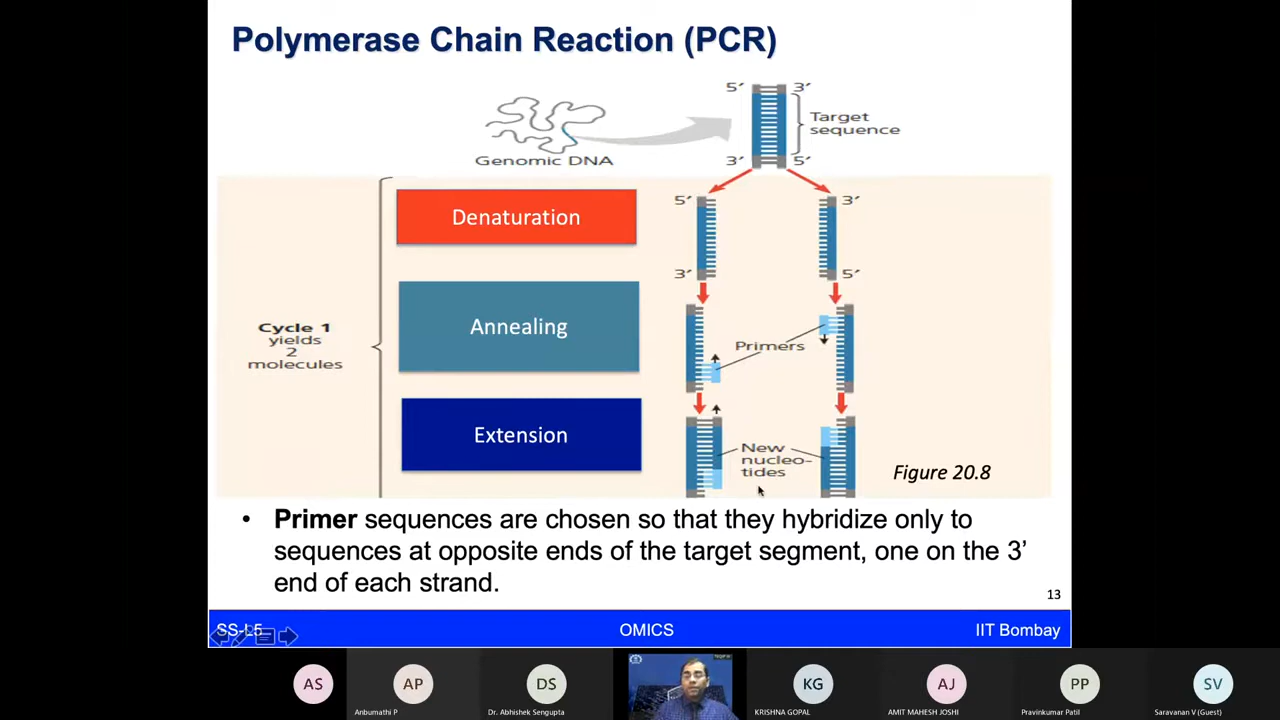 Polymerase Chain Reaction (PCR)
5′ 3′
Target
sequence
Genomic DNA
3′ 5′
Denaturation
5′ 3′
3′ 5′
Annealing
Cycle 1
yields
2
molecules
Primers
Extension
New
nucleo-
tides
Figure 20.8
• Primer sequences are chosen so that they hybridize only to
sequences at opposite ends of the target segment, one on the 3’
end of each strand.
13
SS-L5 OMICS IIT Bombay
AS AP DS KG AJ PP SV
Anbumathi P Dr. Abhishek Sengupta KRISHNA GOPAL AMIT MAHESH JOSHI Pravinkumar Patil Saravanan V (Guest)